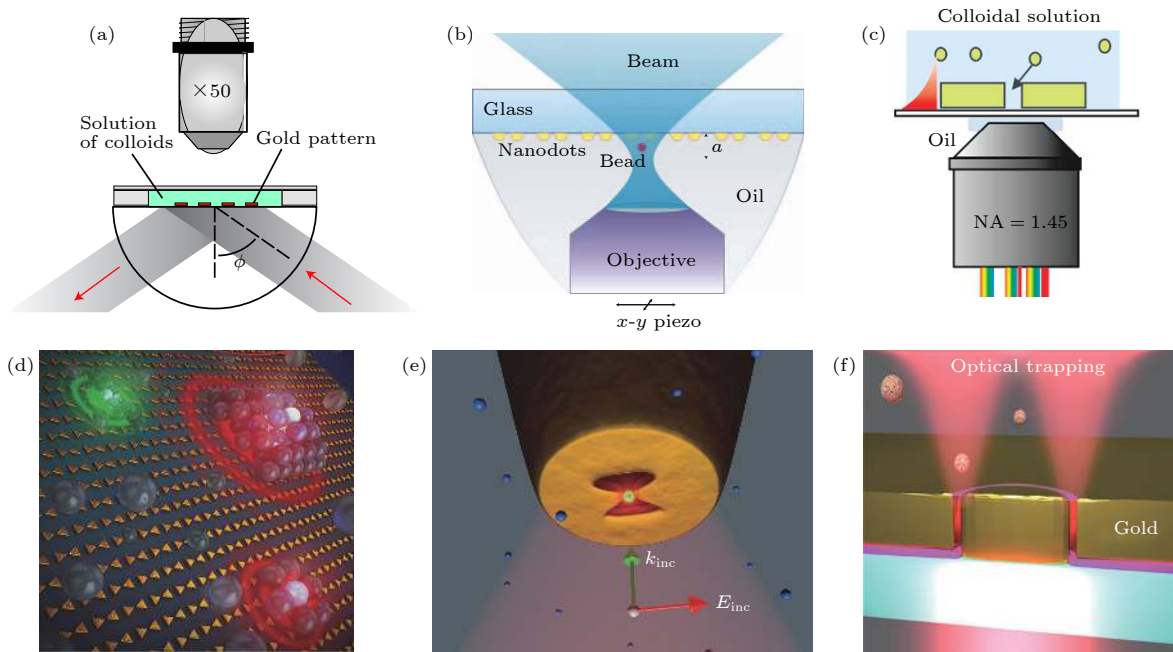 (a)
×50
Solution
of colloids
Gold pattern
ϕ
(b)
Beam
Glass
Nanodots
a
Bead
Oil
Objective
x-y piezo
(c)
Colloidal solution
Oil
NA = 1.45
(d)
(e)
k_inc
E_inc
(f)
Optical trapping
Gold